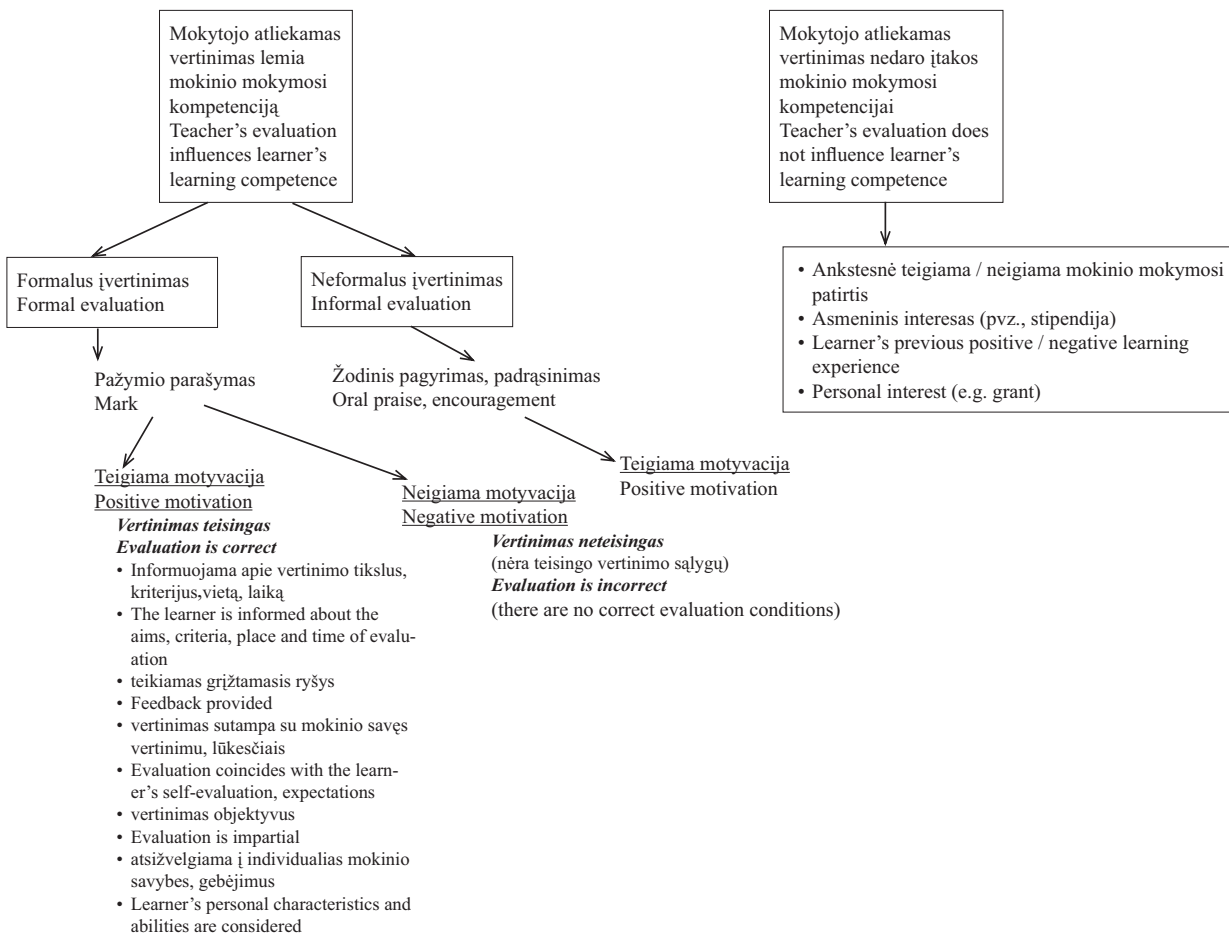 Mokytojo atliekamas
vertinimas lemia
mokinio mokymosi
kompetenciją
Teacher’s evaluation
influences learner’s
learning competence
Mokytojo atliekamas
vertinimas nedaro įtakos
mokinio mokymosi
kompetencijai
Teacher’s evaluation does
not influence learner’s
learning competence
Formalus įvertinimas
Formal evaluation
Neformalus įvertinimas
Informal evaluation
• Ankstesnė teigiama / neigiama mokinio mokymosi
patirtis
• Asmeninis interesas (pvz., stipendija)
• Learner’s previous positive / negative learning
experience
• Personal interest (e.g. grant)
Pažymio parašymas
Mark
Žodinis pagyrimas, padrąsinimas
Oral praise, encouragement
Teigiama motyvacija
Positive motivation
Vertinimas teisingas
Evaluation is correct
• Informuojama apie vertinimo tikslus,
kriterijus,vietą, laiką
• The learner is informed about the
aims, criteria, place and time of evalu-
ation
• teikiamas grįžtamasis ryšys
• Feedback provided
• vertinimas sutampa su mokinio savęs
vertinimu, lūkesčiais
• Evaluation coincides with the learn-
er’s self-evaluation, expectations
• vertinimas objektyvus
• Evaluation is impartial
• atsižvelgiama į individualias mokinio
savybes, gebėjimus
• Learner’s personal characteristics and
abilities are considered
Neigiama motyvacija
Negative motivation
Vertinimas neteisingas
(nėra teisingo vertinimo sąlygų)
Evaluation is incorrect
(there are no correct evaluation conditions)
Teigiama motyvacija
Positive motivation